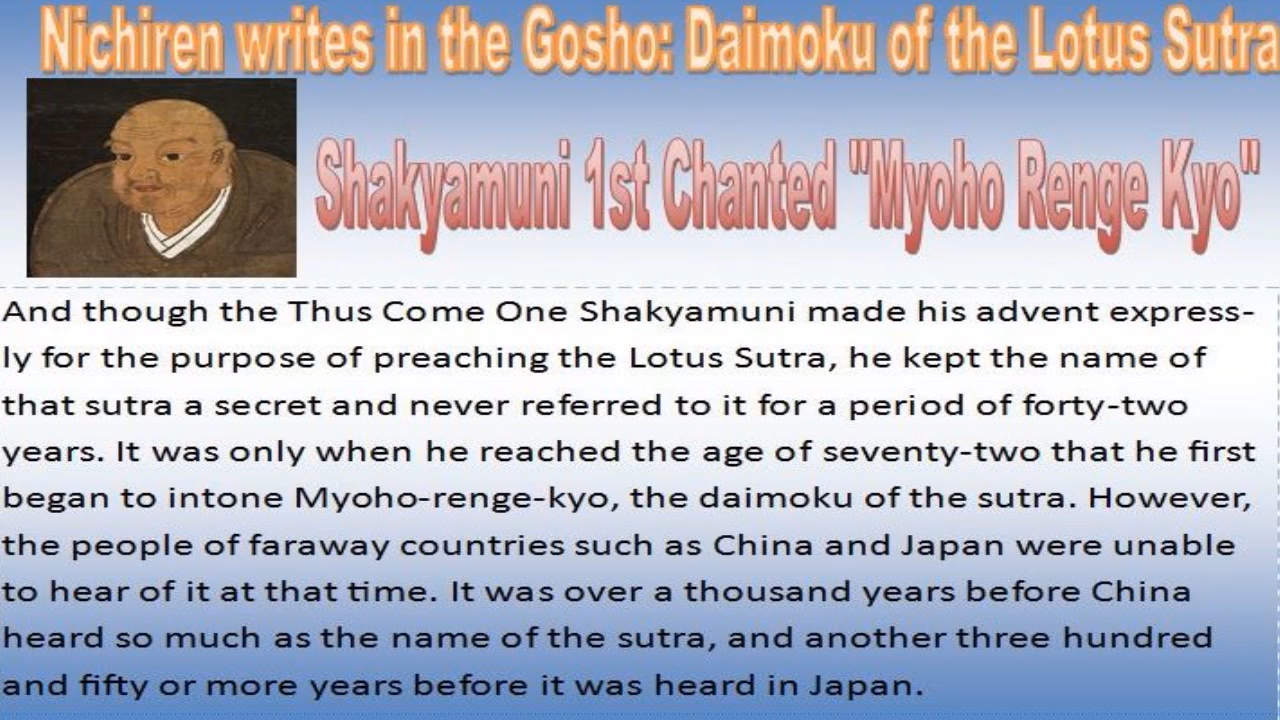 Nichiren writes in the Gosho: Daimoku of the Lotus Sutra
Shakyamuni 1st Chanted "Myoho Renge Kyo"
And though the Thus Come One Shakyamuni made his advent express-
ly for the purpose of preaching the Lotus Sutra, he kept the name of
that sutra a secret and never referred to it for a period of forty-two
years. It was only when he reached the age of seventy-two that he first
began to intone Myoho-renge-kyo, the daimoku of the sutra. However,
the people of faraway countries such as China and Japan were unable
to hear of it at that time. It was over a thousand years before China
heard so much as the name of the sutra, and another three hundred
and fifty or more years before it was heard in Japan.